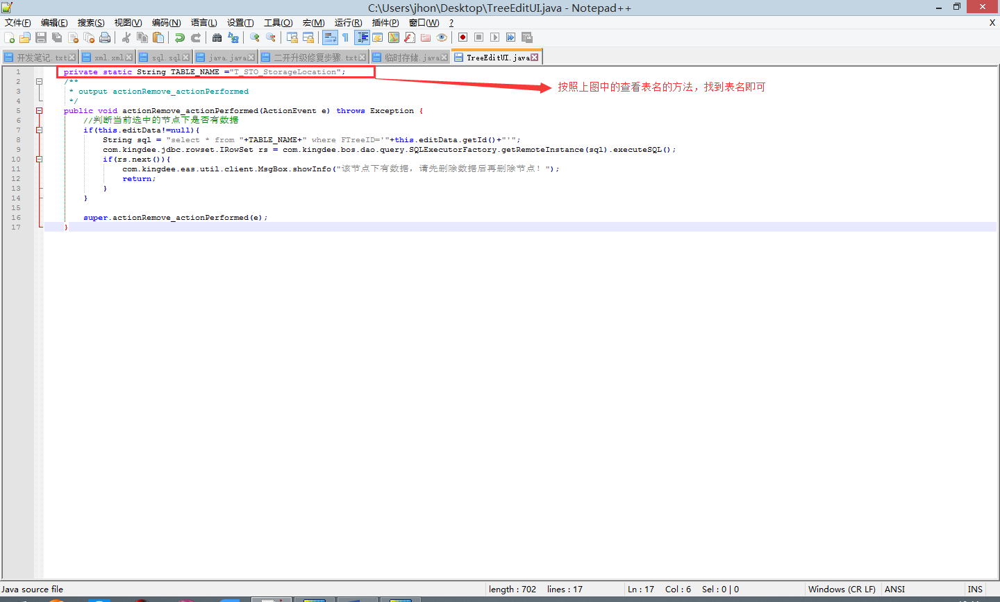 C:\Users\jhon\Desktop\TreeEditUI.java - Notepad++
文件(F) 编辑(E) 搜索(S) 视图(V) 编码(N) 语言(L) 设置(T) 工具(O) 宏(M) 运行(R) 插件(P) 窗口(W) ? X
开发笔记.txt xml.xml sql.sql java.java 二开升级修复步骤.txt 临时存储.java TreeEditUI.java
1 private static String TABLE_NAME ="T_STO_StorageLocation";
2 /**
按照上图中的查看表名的方法，找到表名即可
3 * output actionRemove_actionPerformed
4 */
5 public void actionRemove_actionPerformed(ActionEvent e) throws Exception {
6 //判断当前选中的节点下是否有数据
7 if(this.editData!=null){
8 String sql = "select * from "+TABLE_NAME+" where FTreeID='"+this.editData.getId()+"'";
9 com.kingdee.jdbc.rowset.IRowSet rs = com.kingdee.bos.dao.query.SQLExecutorFactory.getRemoteInstance(sql).executeSQL();
10 if(rs.next()){
11 com.kingdee.eas.util.client.MsgBox.showInfo("该节点下有数据，请先删除数据后再删除节点！");
12 return;
13 }
14 }
15
16 super.actionRemove_actionPerformed(e);
17 }
Java source file length : 702 lines : 17 Ln : 17 Col : 6 Sel : 0 | 0 Windows (CR LF) ANSI INS